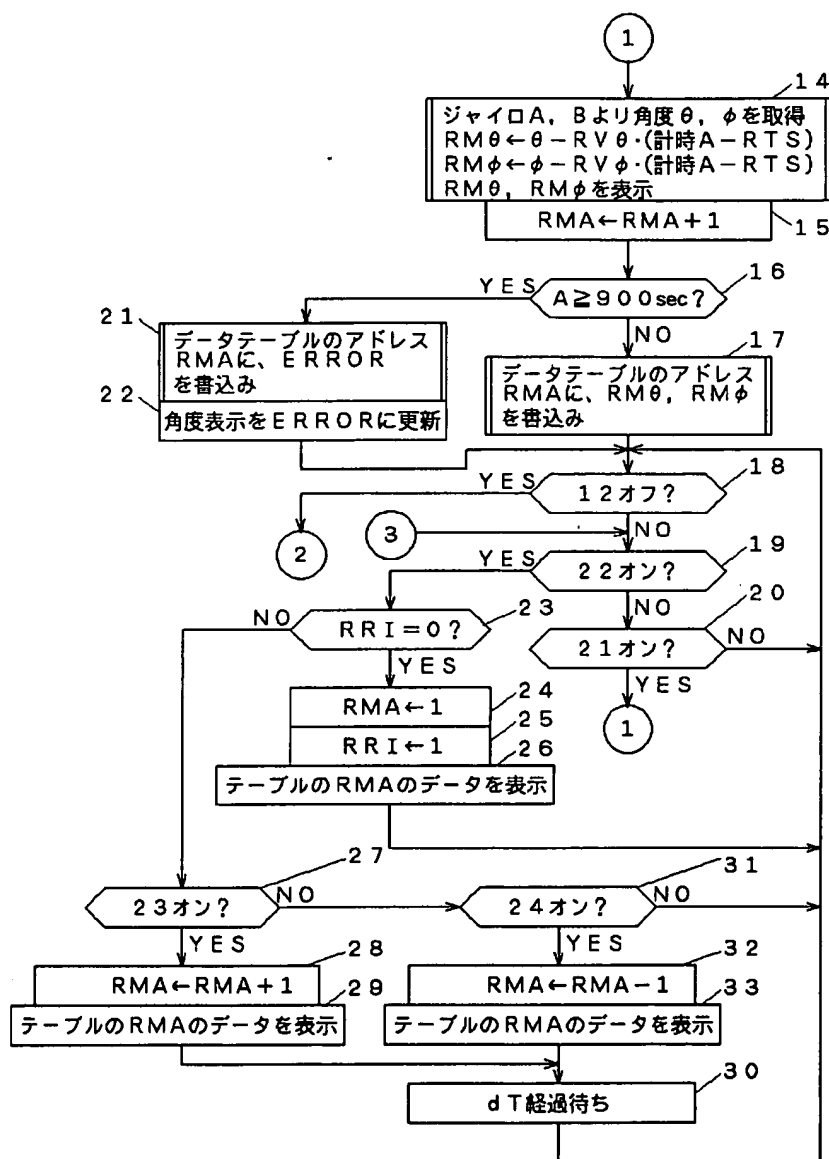 1
14
ジャイロA，Bより角度θ，φを取得
RMθ←θ－RVθ・(計時A－RTS)
RMφ←φ－RVφ・(計時A－RTS)
RMθ，RMφを表示
15
RMA←RMA＋1
16
YES
A≧900sec？
NO
21
データテーブルのアドレス
RMAに、ERROR
を書込み
22
角度表示をERRORに更新
17
データテーブルのアドレス
RMAに、RMθ，RMφ
を書込み
18
YES
12オフ？
2
3
NO
19
YES
22オン？
NO
23
NO
RRI＝0？
YES
20
21オン？
NO
YES
1
24
RMA←1
25
RRI←1
26
テーブルのRMAのデータを表示
27
23オン？
NO
YES
31
24オン？
NO
YES
28
RMA←RMA＋1
29
テーブルのRMAのデータを表示
32
RMA←RMA－1
33
テーブルのRMAのデータを表示
30
dT経過待ち